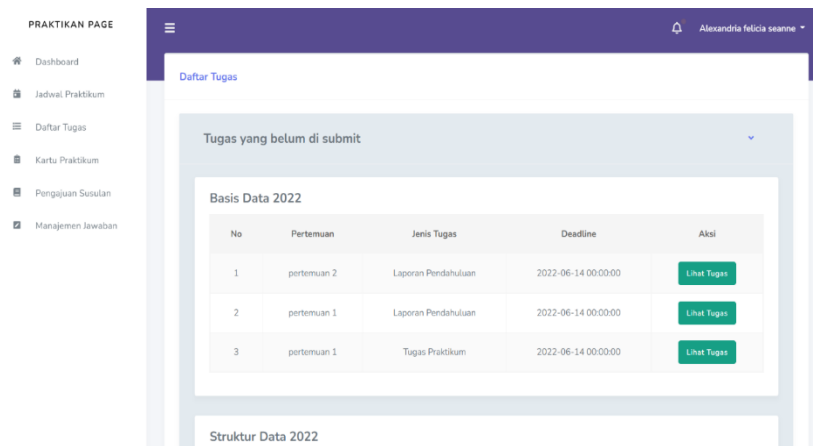 PRAKTIKAN PAGE
Alexandria felicia seanne
Dashboard
Jadwal Praktikum
Daftar Tugas
Kartu Praktikum
Pengajuan Susulan
Manajemen Jawaban
Daftar Tugas
Tugas yang belum di submit
Basis Data 2022
No Pertemuan Jenis Tugas Deadline Aksi
1 pertemuan 2 Laporan Pendahuluan 2022-06-14 00:00:00 Lihat Tugas
2 pertemuan 1 Laporan Pendahuluan 2022-06-14 00:00:00 Lihat Tugas
3 pertemuan 1 Tugas Praktikum 2022-06-14 00:00:00 Lihat Tugas
Struktur Data 2022